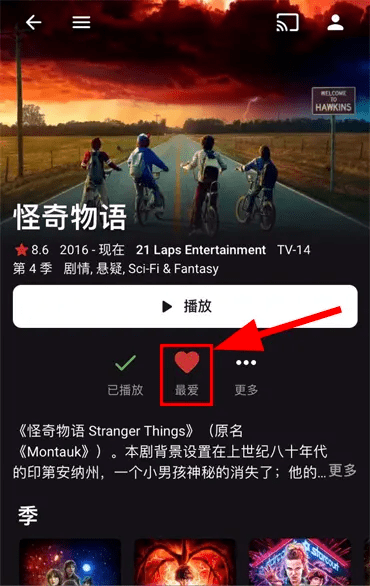 WELCOME TO
HAWKINS
怪奇物语
8.6 2016 - 现在 21 Laps Entertainment TV-14
第 4 季 剧情, 悬疑, Sci-Fi & Fantasy
播放
已播放 最爱 更多
《怪奇物语 Stranger Things》（原名
《Montauk》）。本剧背景设置在上世纪八十年代
的印第安纳州，一个小男孩神秘的消失了；他的...更多
季
starcourt